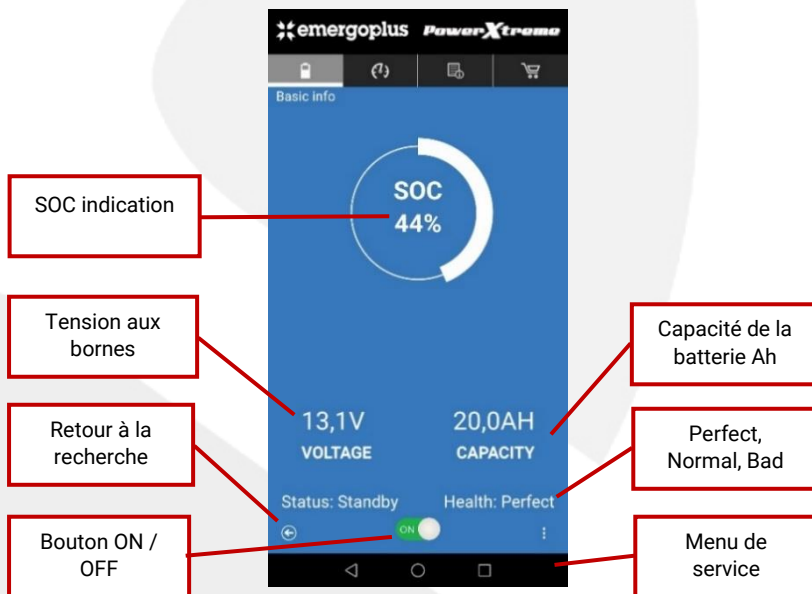 emergoplus PowerXtreme
Basic info
SOC
44%
SOC indication
Tension aux
bornes
Capacité de la
batterie Ah
13,1V
VOLTAGE
20,0AH
CAPACITY
Retour à la
recherche
Perfect,
Normal, Bad
Status: Standby
Health: Perfect
ON
Bouton ON /
OFF
Menu de
service